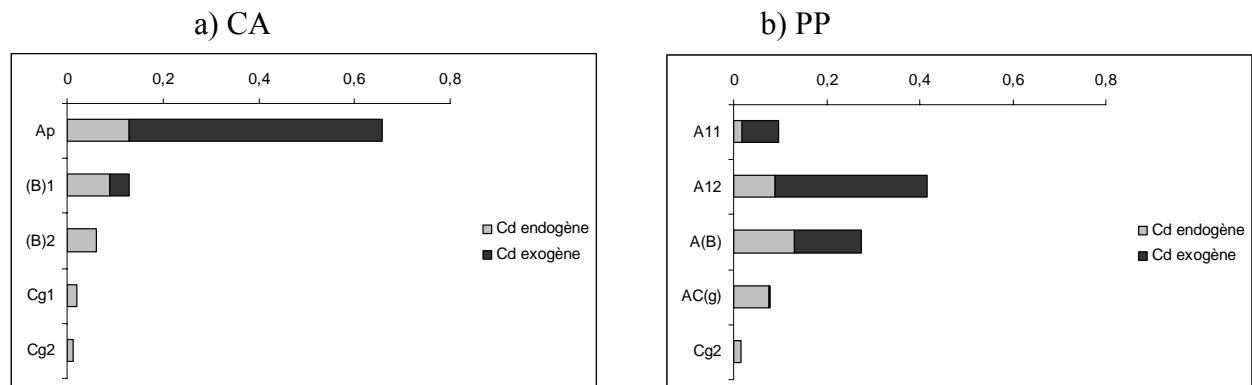 a) CA
0 0,2 0,4 0,6 0,8
Ap
(B)1
(B)2
Cg1
Cg2
Cd endogène
Cd exogène
b) PP
0 0,2 0,4 0,6 0,8
A11
A12
A(B)
AC(g)
Cg2
Cd endogène
Cd exogène